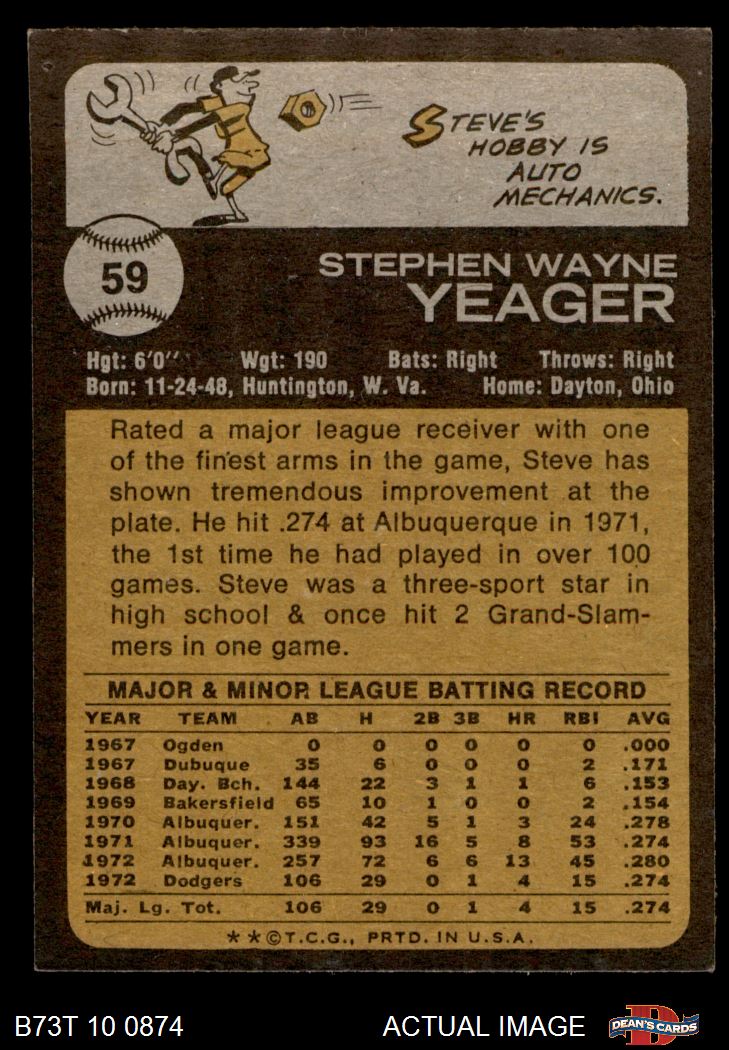 STEVE'S
HOBBY IS
AUTO
MECHANICS.
59
STEPHEN WAYNE
YEAGER
Hgt: 6'0" Wgt: 190 Bats: Right Throws: Right
Born: 11-24-48, Huntington, W. Va. Home: Dayton, Ohio
Rated a major league receiver with one
of the finest arms in the game, Steve has
shown tremendous improvement at the
plate. He hit .274 at Albuquerque in 1971,
the 1st time he had played in over 100
games. Steve was a three-sport star in
high school & once hit 2 Grand-Slam-
mers in one game.
MAJOR & MINOR LEAGUE BATTING RECORD
YEAR TEAM AB H 2B 3B HR RBI AVG
1967 Ogden 0 0 0 0 0 0 .000
1967 Dubuque 35 6 0 0 0 2 .171
1968 Day. Bch. 144 22 3 1 1 6 .153
1969 Bakersfield 65 10 1 0 0 2 .154
1970 Albuquer. 151 42 5 1 3 24 .278
1971 Albuquer. 339 93 16 5 8 53 .274
1972 Albuquer. 257 72 6 6 13 45 .280
1972 Dodgers 106 29 0 1 4 15 .274
Maj. Lg. Tot. 106 29 0 1 4 15 .274
**©T.C.G., PRTD. IN U.S.A.
B73T 10 0874 ACTUAL IMAGE
D
DEAN'S CARDS